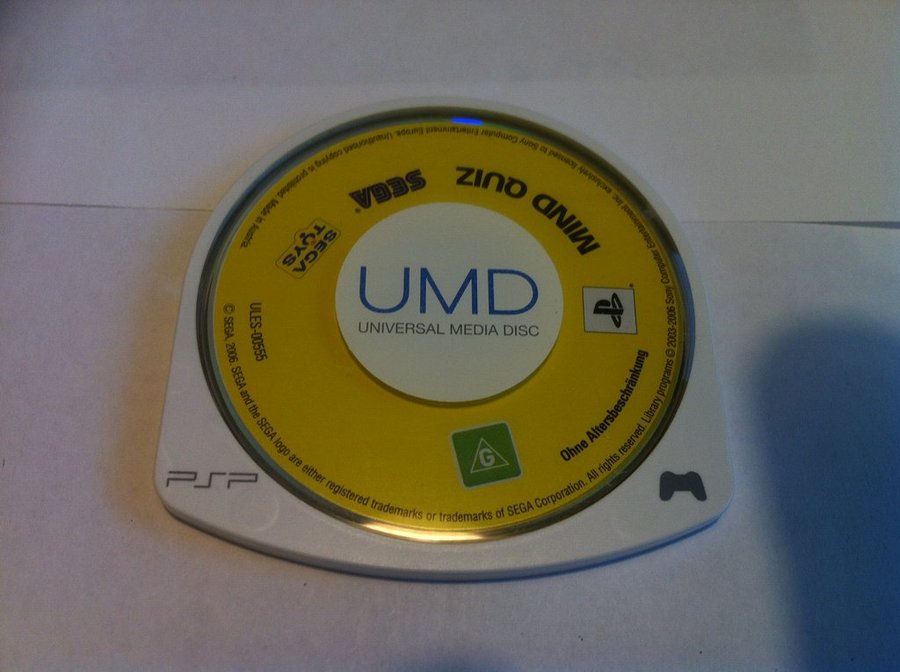 MIND QUIZ
SEGA®
SEGA
TOYS
UMD
UNIVERSAL MEDIA DISC
ULES-00555
G
Ohne Altersbeschränkung
PSP
© SEGA, 2006. SEGA and the SEGA logo are either registered trademarks or trademarks of SEGA Corporation. All rights reserved. Library programs © 2003-2006 Sony Computer Entertainment Inc. exclusively licensed to Sony Computer Entertainment Europe. Unauthorised copying is prohibited. Made in Austria.